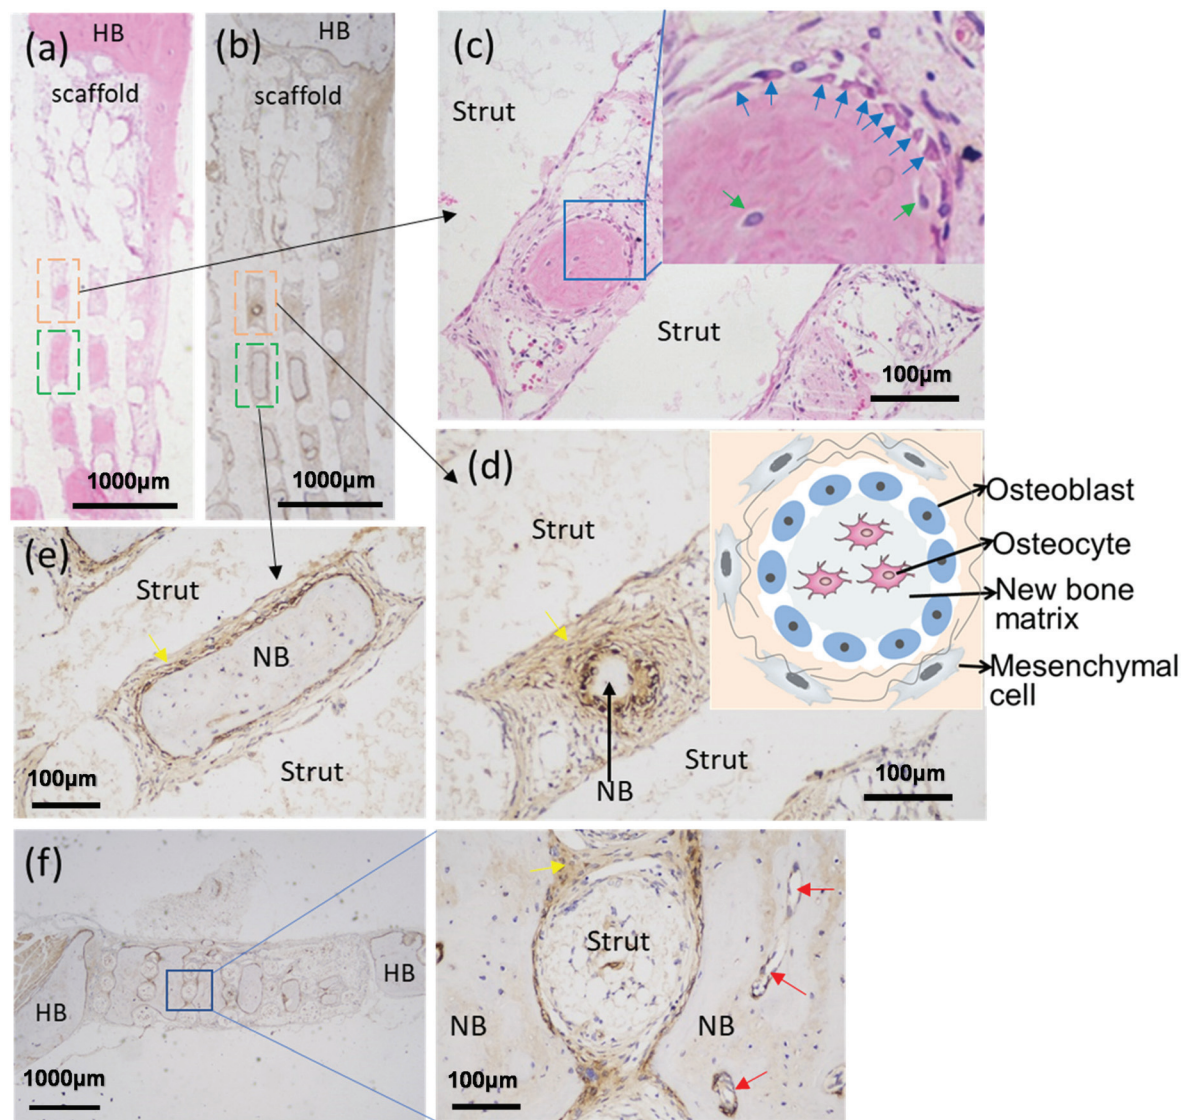 (a)
HB
scaffold
1000μm
(b)
HB
scaffold
1000μm
(c)
Strut
Strut
100μm
(d)
Strut
Strut
NB
100μm
Osteoblast
Osteocyte
New bone
matrix
Mesenchymal
cell
(e)
Strut
NB
Strut
100μm
(f)
HB
HB
1000μm
Strut
NB
NB
100μm